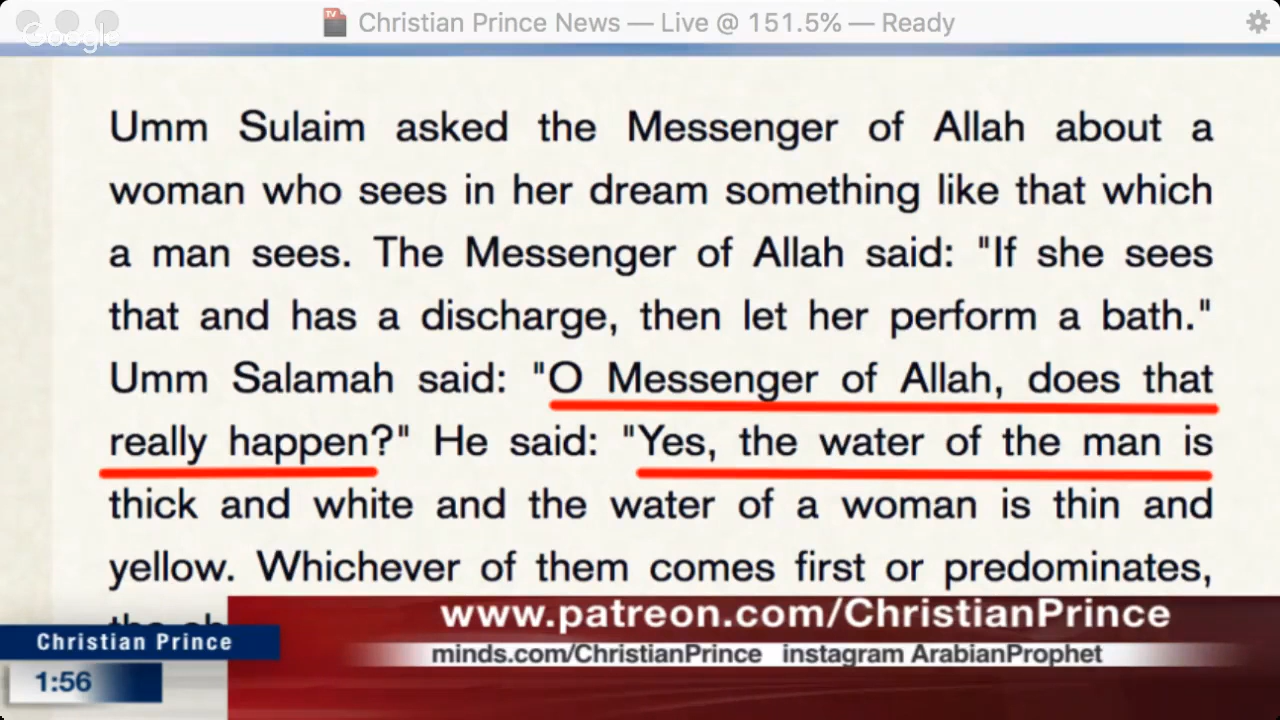 Christian Prince News — Live @ 151.5% — Ready
Google
Umm Sulaim asked the Messenger of Allah about a
woman who sees in her dream something like that which
a man sees. The Messenger of Allah said: "If she sees
that and has a discharge, then let her perform a bath."
Umm Salamah said: "O Messenger of Allah, does that
really happen?" He said: "Yes, the water of the man is
thick and white and the water of a woman is thin and
yellow. Whichever of them comes first or predominates,
www.patreon.com/ChristianPrince
Christian Prince
minds.com/ChristianPrince instagram ArabianProphet
1:56